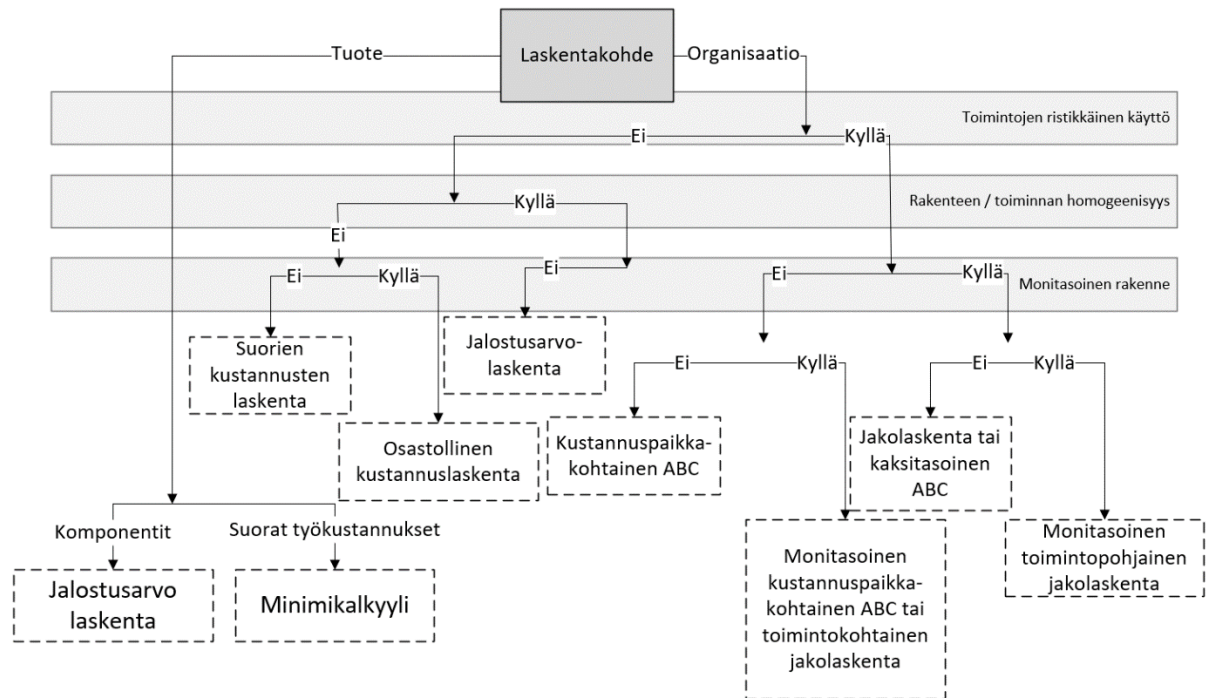 Tuote
Laskentakohde
Organisaatio
Toimintojen ristikkäinen käyttö
Ei
Kyllä
Rakenteen / toiminnan homogeenisyys
Kyllä
Ei
Monitasoinen rakenne
Ei
Kyllä
Ei
Ei
Kyllä
Suorien
kustannusten
laskenta
Jalostusarvo-
laskenta
Ei
Kyllä
Ei
Kyllä
Osastollinen
kustannuslaskenta
Kustannuspaikka-
kohtainen ABC
Jakolaskenta tai
kaksitasoinen
ABC
Komponentit
Suorat työkustannukset
Jalostusarvo
laskenta
Minimikalkyyli
Monitasoinen
kustannuspaikka-
kohtainen ABC tai
toimintokohtainen
jakolaskenta
Monitasoinen
toimintopohjainen
jakolaskenta